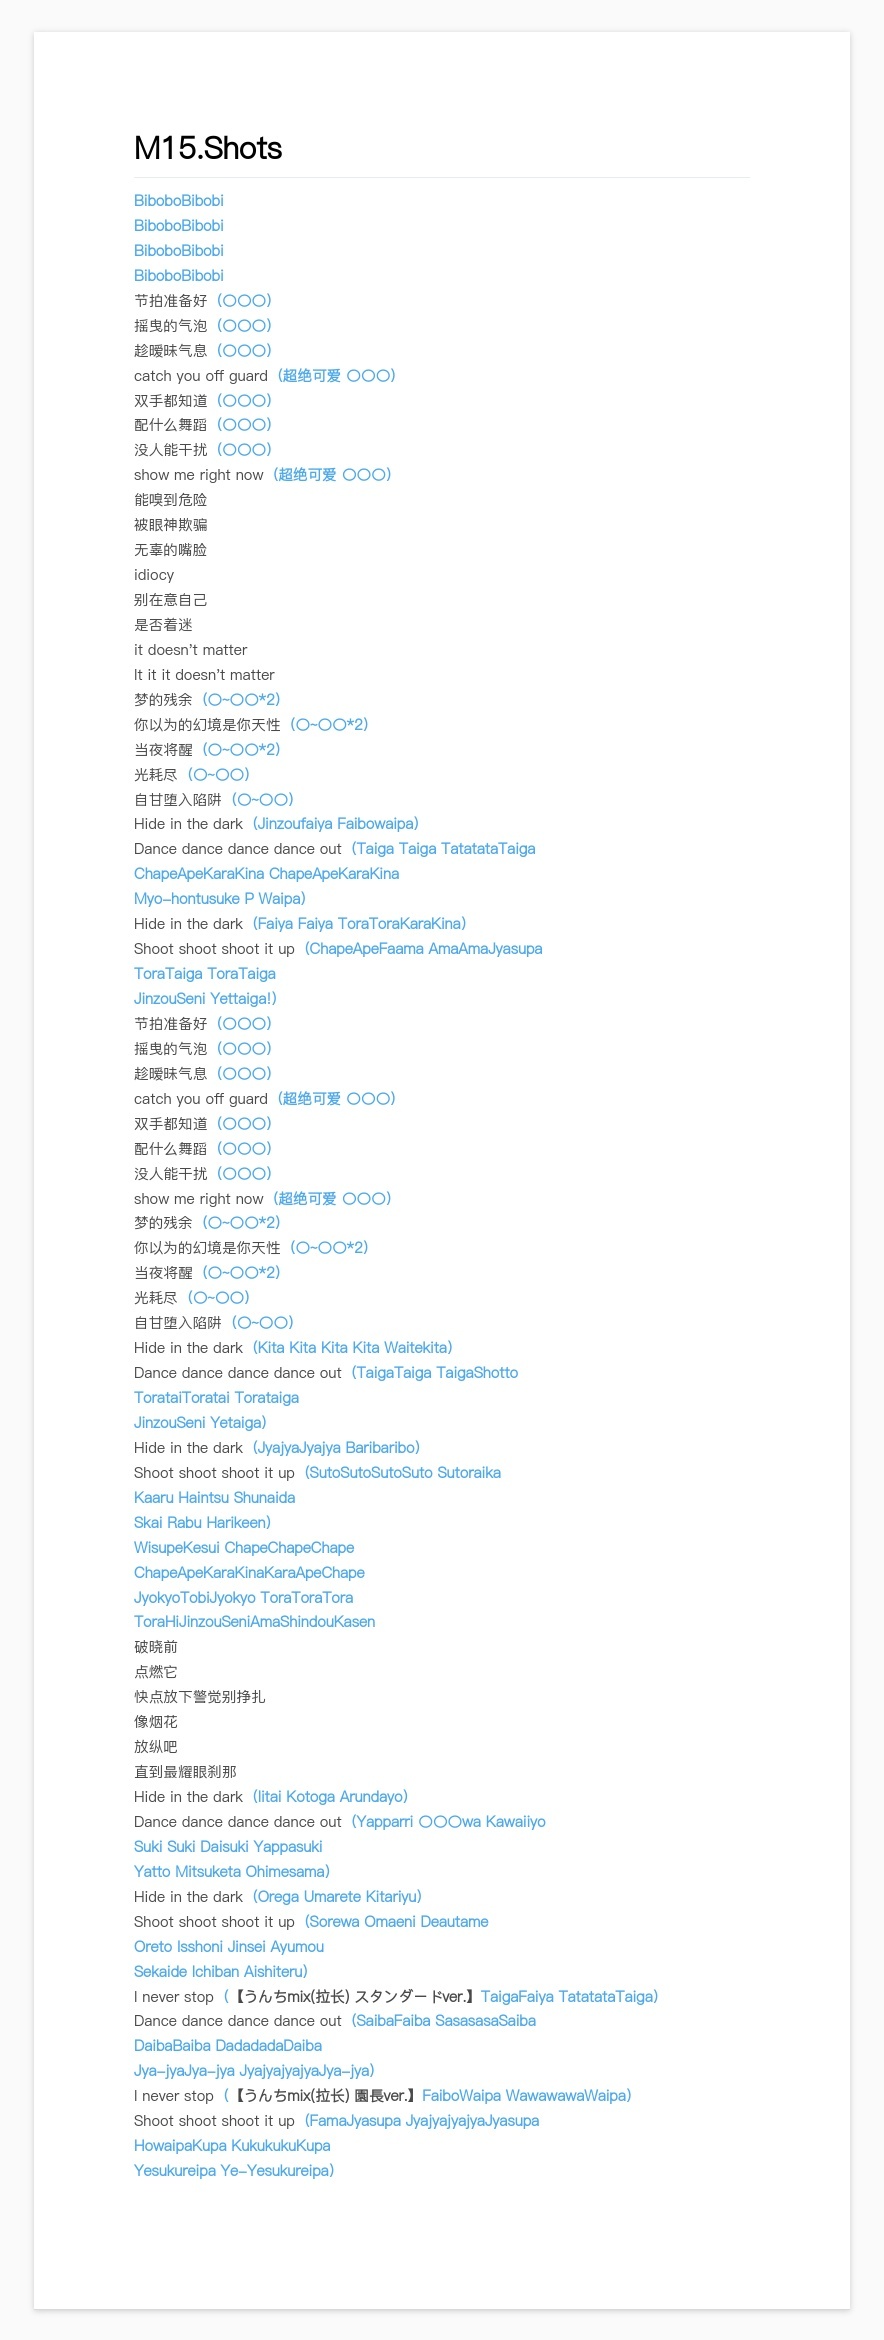 M15.Shots
BiboboBibobi
BiboboBibobi
BiboboBibobi
BiboboBibobi
节拍准备好（〇〇〇）
摇曳的气泡（〇〇〇）
趁暧昧气息（〇〇〇）
catch you off guard（超绝可爱 〇〇〇）
双手都知道（〇〇〇）
配什么舞蹈（〇〇〇）
没人能干扰（〇〇〇）
show me right now（超绝可爱 〇〇〇）
能嗅到危险
被眼神欺骗
无辜的嘴脸
idiocy
别在意自己
是否着迷
it doesn't matter
It it it doesn't matter
梦的残余（〇~〇〇*2）
你以为的幻境是你天性（〇~〇〇*2）
当夜将醒（〇~〇〇*2）
光耗尽（〇~〇〇）
自甘堕入陷阱（〇~〇〇）
Hide in the dark（Jinzoufaiya Faibowaipa）
Dance dance dance dance out（Taiga Taiga TatatataTaiga
ChapeApeKaraKina ChapeApeKaraKina
Myo-hontusuke P Waipa）
Hide in the dark（Faiya Faiya ToraToraKaraKina）
Shoot shoot shoot it up（ChapeApeFaama AmaAmaJyasupa
ToraTaiga ToraTaiga
JinzouSeni Yettaiga!）
节拍准备好（〇〇〇）
摇曳的气泡（〇〇〇）
趁暧昧气息（〇〇〇）
catch you off guard（超绝可爱 〇〇〇）
双手都知道（〇〇〇）
配什么舞蹈（〇〇〇）
没人能干扰（〇〇〇）
show me right now（超绝可爱 〇〇〇）
梦的残余（〇~〇〇*2）
你以为的幻境是你天性（〇~〇〇*2）
当夜将醒（〇~〇〇*2）
光耗尽（〇~〇〇）
自甘堕入陷阱（〇~〇〇）
Hide in the dark（Kita Kita Kita Kita Waitekita）
Dance dance dance dance out（TaigaTaiga TaigaShotto
TorataiToratai Torataiga
JinzouSeni Yetaiga）
Hide in the dark（JyajyaJyajya Baribaribo）
Shoot shoot shoot it up（SutoSutoSutoSuto Sutoraika
Kaaru Haintsu Shunaida
Skai Rabu Harikeen）
WisupeKesui ChapeChapeChape
ChapeApeKaraKinaKaraApeChape
JyokyoTobiJyokyo ToraToraTora
ToraHiJinzouSeniAmaShindouKasen
破晓前
点燃它
快点放下警觉别挣扎
像烟花
放纵吧
直到最耀眼刹那
Hide in the dark（Iitai Kotoga Arundayo）
Dance dance dance dance out（Yapparri 〇〇〇wa Kawaiiyo
Suki Suki Daisuki Yappasuki
Yatto Mitsuketa Ohimesama）
Hide in the dark（Orega Umarete Kitariyu）
Shoot shoot shoot it up（Sorewa Omaeni Deautame
Oreto Isshoni Jinsei Ayumou
Sekaide Ichiban Aishiteru）
I never stop（【うんちmix(拉长) スタンダードver.】TaigaFaiya TatatataTaiga）
Dance dance dance dance out（SaibaFaiba SasasasaSaiba
DaibaBaiba DadadadaDaiba
Jya-jyaJya-jya JyajyajyajyaJya-jya）
I never stop（【うんちmix(拉长) 園長ver.】FaiboWaipa WawawawaWaipa）
Shoot shoot shoot it up（FamaJyasupa JyajyajyajyaJyasupa
HowaipaKupa KukukukuKupa
Yesukureipa Ye-Yesukureipa）